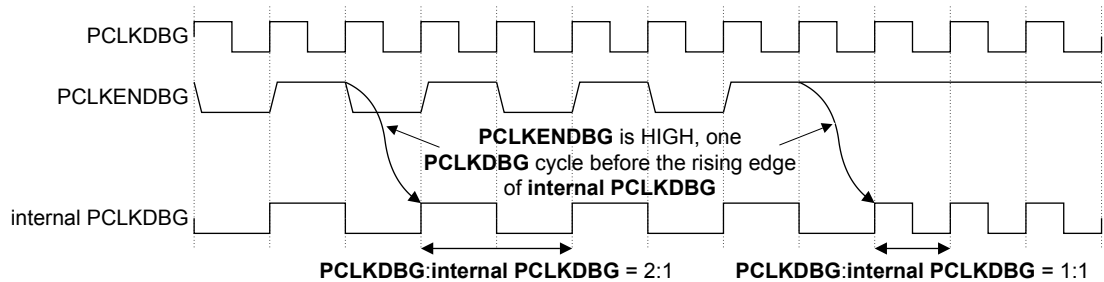 PCLKDBG
PCLKENDBG
PCLKENDBG is HIGH, one
PCLKDBG cycle before the rising edge
of internal PCLKDBG
internal PCLKDBG
PCLKDBG:internal PCLKDBG = 2:1
PCLKDBG:internal PCLKDBG = 1:1